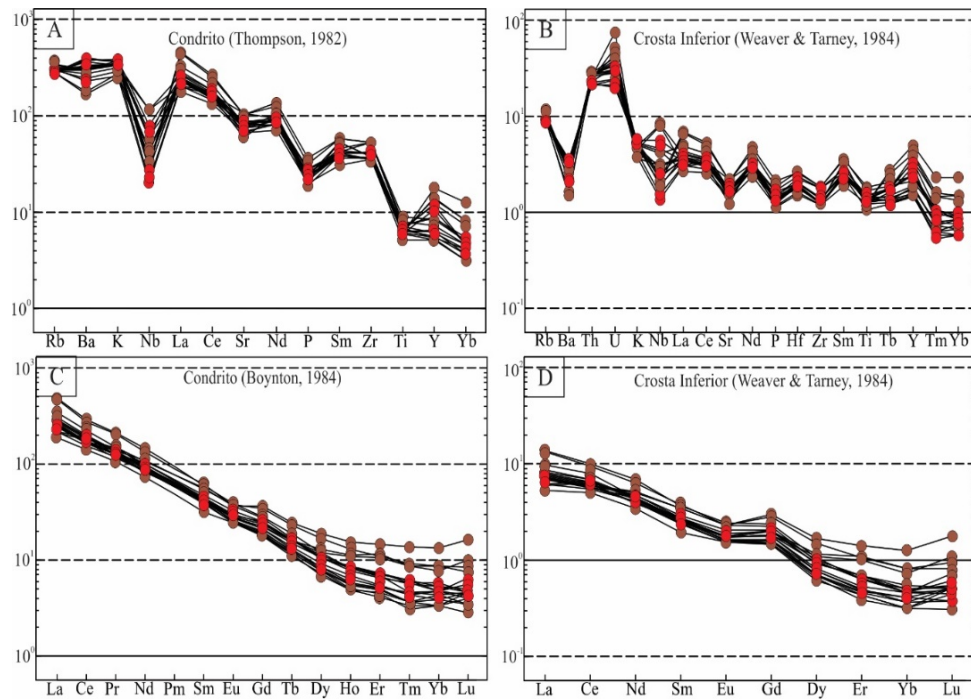 A
Condrito (Thompson, 1982)
10³
10²
10¹
10⁰
Rb Ba K Nb La Ce Sr Nd P Sm Zr Ti Y Yb
B
Crosta Inferior (Weaver & Tarney, 1984)
10²
10
10⁰
10⁻¹
Rb Ba Th U K Nb La Ce Sr Nd P Hf Zr Sm Ti Tb Y Tm Yb
C
Condrito (Boynton, 1984)
10³
10²
10¹
10⁰
La Ce Pr Nd Pm Sm Eu Gd Tb Dy Ho Er Tm Yb Lu
D
Crosta Inferior (Weaver & Tarney, 1984)
10²
10¹
10⁰
10⁻¹
La Ce Nd Sm Eu Gd Dy Er Yb Lu